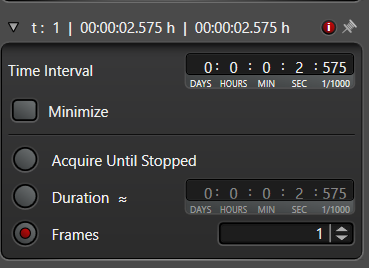 t: 1 | 00:00:02.575 h | 00:00:02.575 h
Time Interval 0: 0: 0: 2: 575
DAYS HOURS MIN SEC 1/1000
Minimize
Acquire Until Stopped
Duration ≈ 0: 0: 0: 2: 575
DAYS HOURS MIN SEC 1/1000
Frames 1